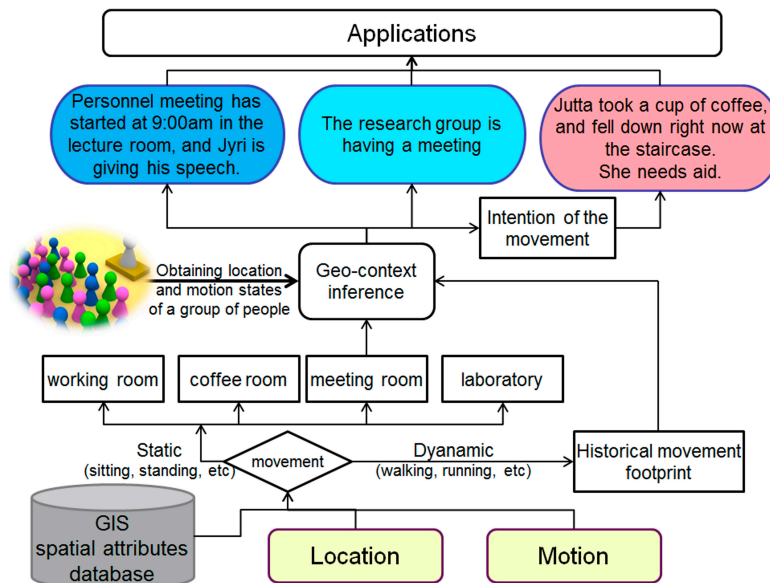 Applications
Personnel meeting has
started at 9:00am in the
lecture room, and Jyri is
giving his speech.
The research group is
having a meeting
Jutta took a cup of coffee,
and fell down right now at
the staircase.
She needs aid.
Intention of the
movement
Obtaining location
and motion states
of a group of people
Geo-context
inference
working room
coffee room
meeting room
laboratory
Static
(sitting, standing, etc)
movement
Dyanamic
(walking, running, etc)
Historical movement
footprint
GIS
spatial attributes
database
Location
Motion